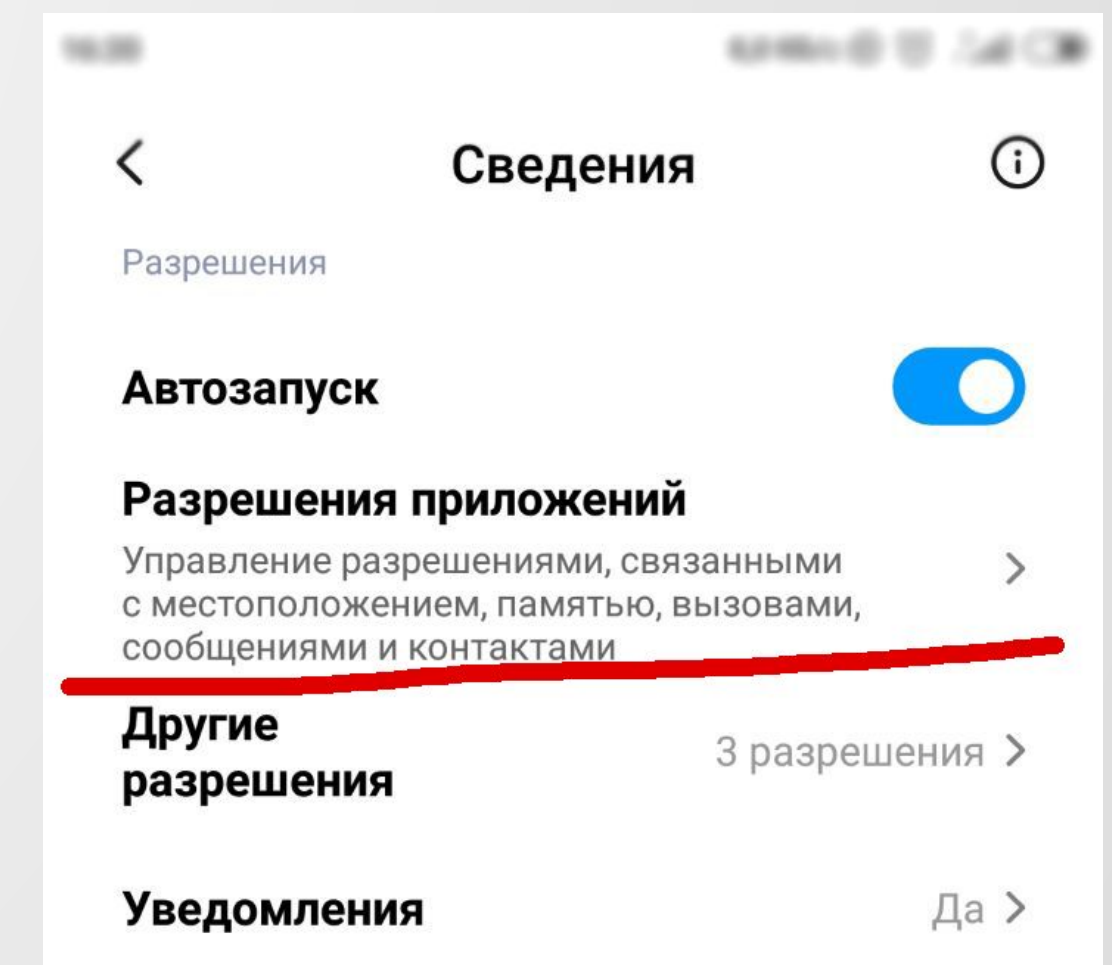 Сведения
Разрешения
Автозапуск
Разрешения приложений
Управление разрешениями, связанными
с местоположением, памятью, вызовами,
сообщениями и контактами
Другие
разрешения
3 разрешения
Уведомления
Да